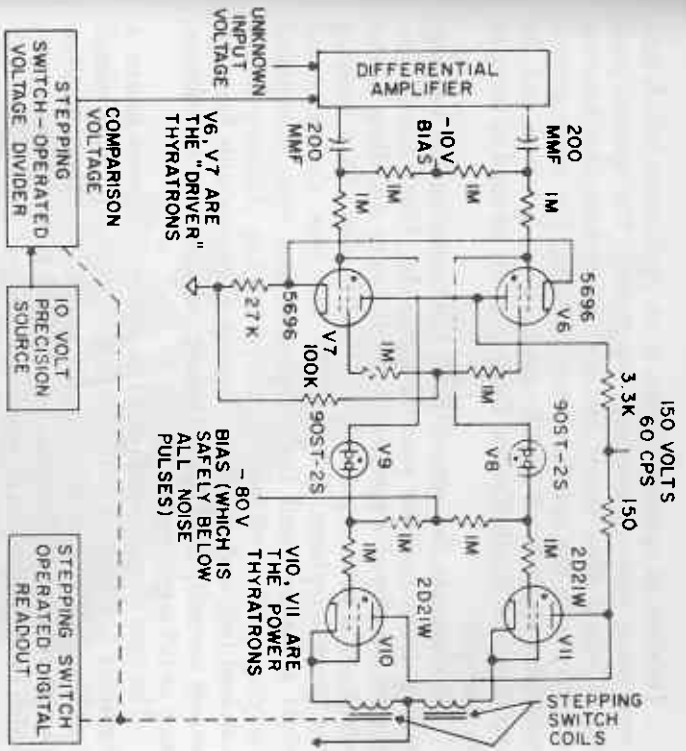 150 VOLTS
60 CPS
3.3K
150
200
MMF
1M
5696
V6
90ST-2S
V8
1M
1M
2D21W
V11
STEPPING
SWITCH
COILS
DIFFERENTIAL
AMPLIFIER
-10V
BIAS
1M
1M
1M
1M
200
MMF
1M
5696
V7
27K
100K
90ST-2S
V9
1M
1M
2D21W
V10
UNKNOWN
INPUT
VOLTAGE
V6, V7 ARE
THE "DRIVER"
THYRATRONS
-80V
BIAS (WHICH IS
SAFELY BELOW
ALL NOISE
PULSES)
V10, V11 ARE
THE POWER
THYRATRONS
COMPARISON
VOLTAGE
STEPPING
SWITCH-OPERATED
VOLTAGE DIVIDER
10 VOLT
PRECISION
SOURCE
STEPPING SWITCH
OPERATED DIGITAL
READOUT